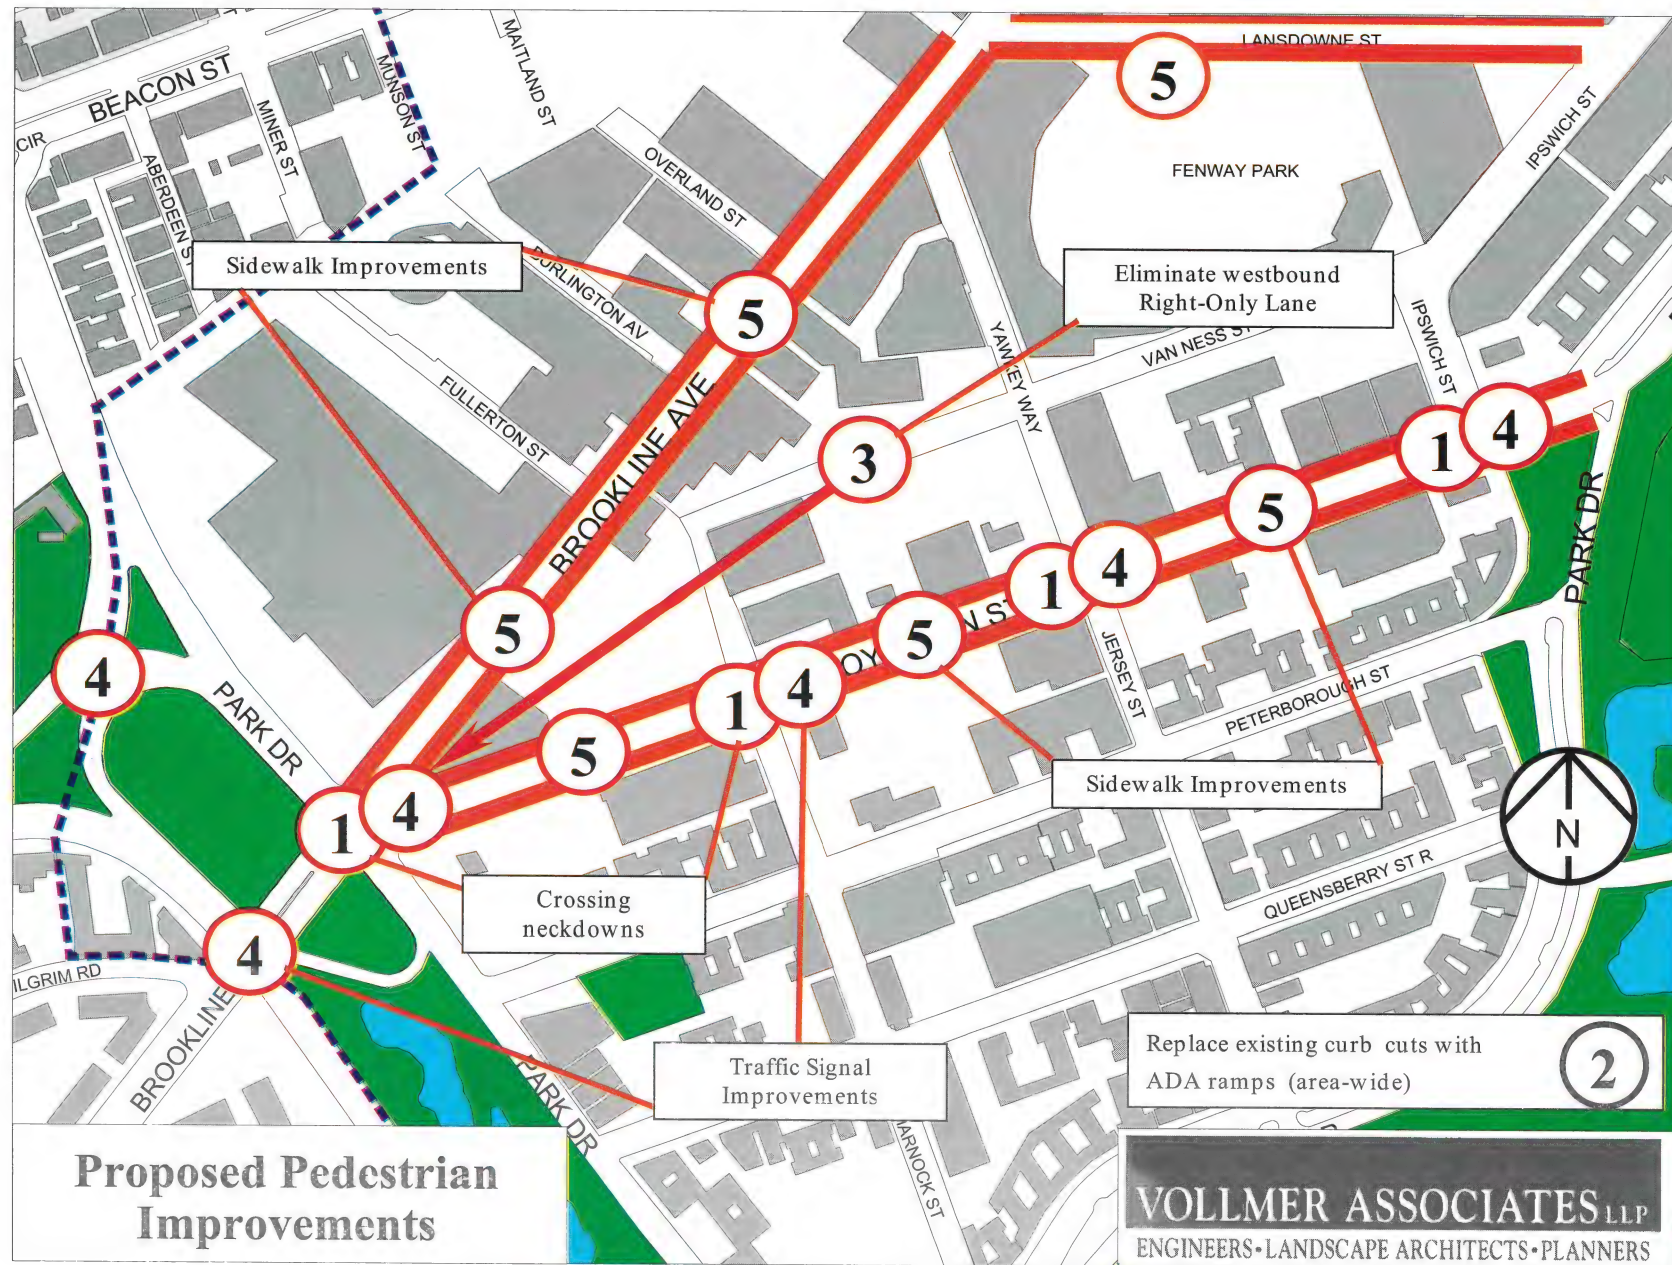 LANSDOWNE ST
5
MAITLAND ST
BEACON ST
MUNSON ST
MINER ST
CIR
ABERDEEN ST
OVERLAND ST
FENWAY PARK
IPSWICH ST
Sidewalk Improvements
BURLINGTON AV
5
Eliminate westbound
Right-Only Lane
VAN NESS ST
IPSWICH ST
YAWKEY WAY
FULLERTON ST
BROOKLINE AVE
3
1
4
5
PARK DR
1
4
5
5
4
JERSEY ST
PETERBOROUGH ST
PARK DR
1
4
5
Sidewalk Improvements
1
4
N
QUEENSBERRY ST R
Crossing
neckdowns
4
ILGRIM RD
BROOKLINE
Traffic Signal
Improvements
PARK DR
ARNOCK ST
Replace existing curb cuts with
ADA ramps (area-wide)
2
Proposed Pedestrian
Improvements
VOLLMER ASSOCIATES LLP
ENGINEERS•LANDSCAPE ARCHITECTS•PLANNERS